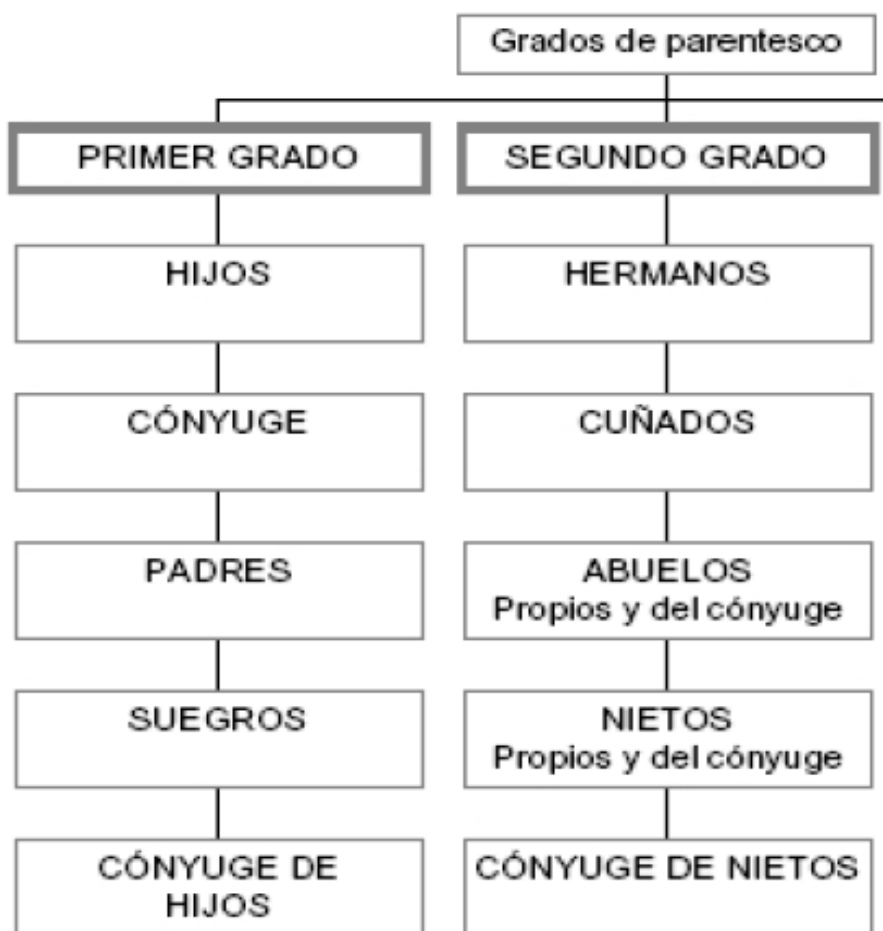 Grados de parentesco
PRIMER GRADO
HIJOS
CÓNYUGE
PADRES
SUEGROS
CÓNYUGE DE
HIJOS
SEGUNDO GRADO
HERMANOS
CUÑADOS
ABUELOS
Propios y del cónyuge
NIETOS
Propios y del cónyuge
CÓNYUGE DE NIETOS